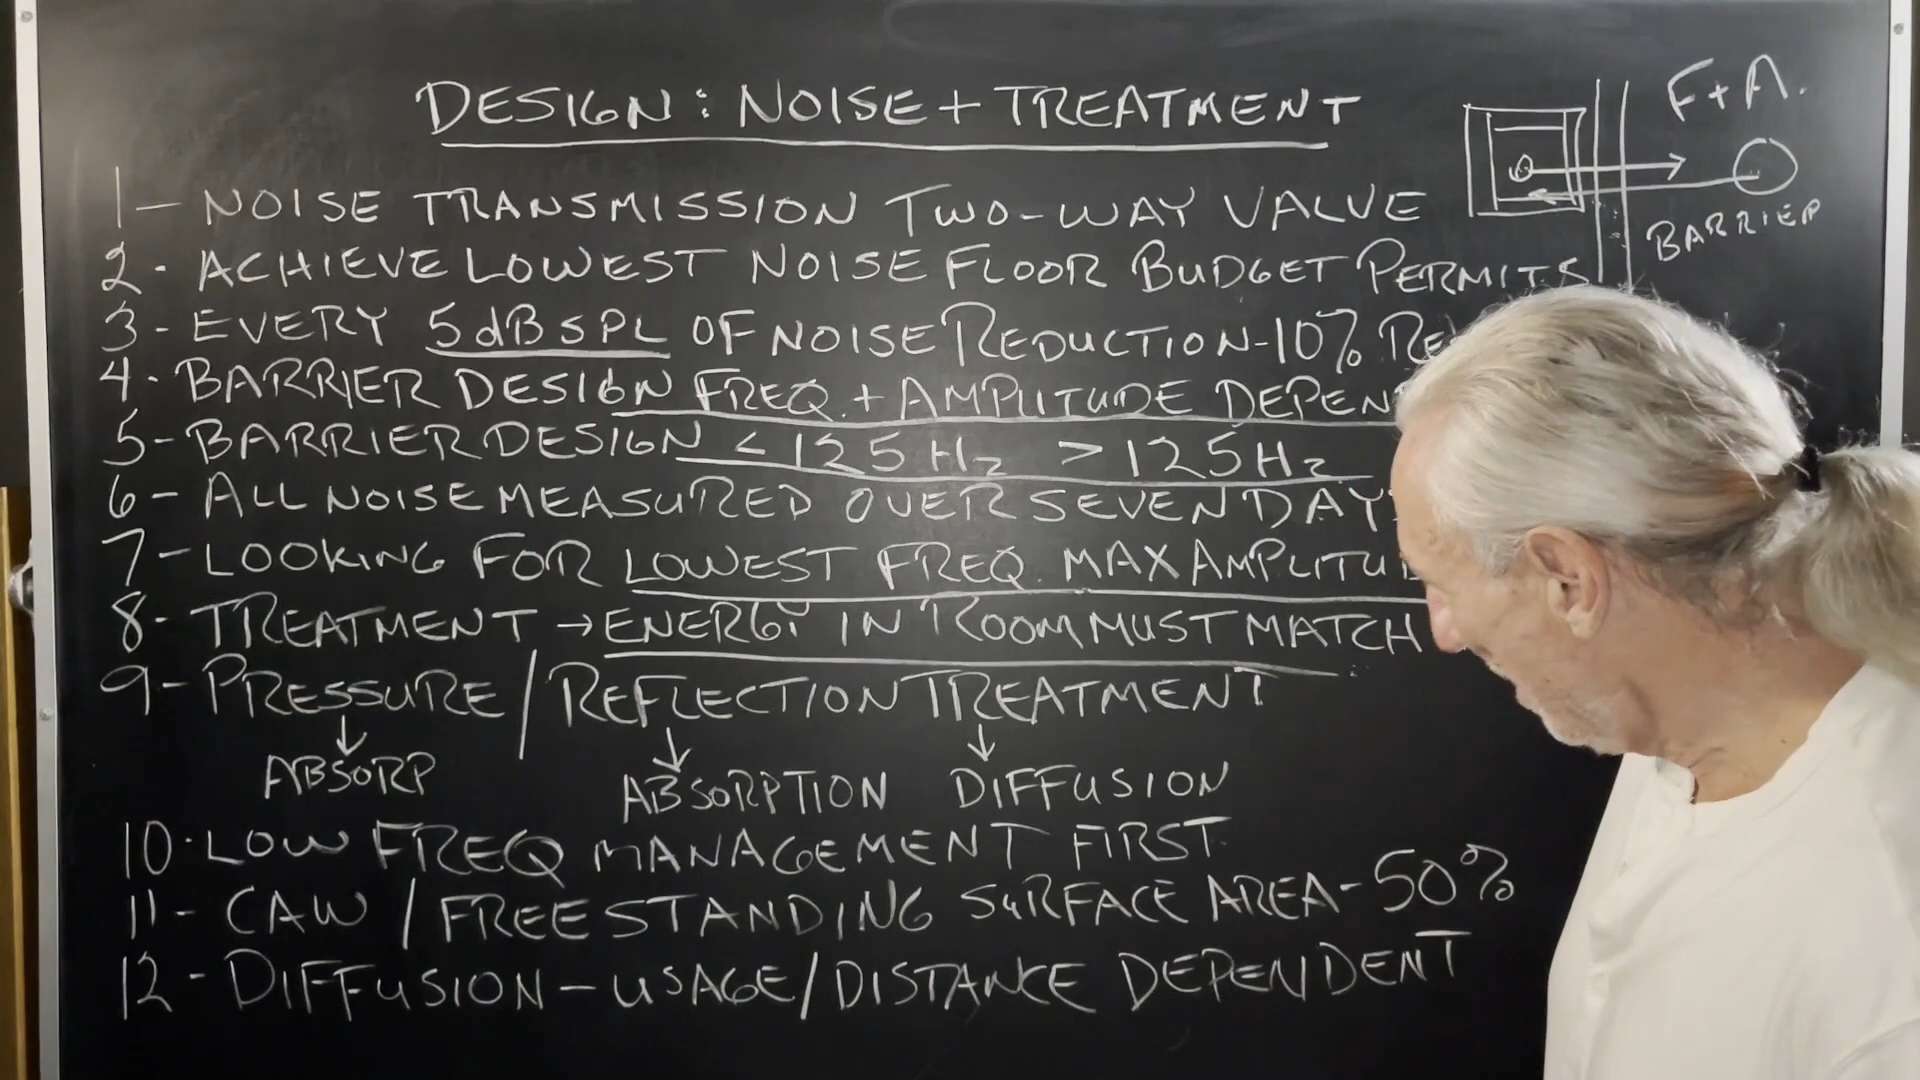 DESIGN: NOISE + TREATMENT
F + A.
BARRIER
1- NOISE TRANSMISSION TWO-WAY VALVE
2- ACHIEVE LOWEST NOISE FLOOR BUDGET PERMITS
3- EVERY 5dB SPL OF NOISE REDUCTION-10%
4- BARRIER DESIGN FREQ. + AMPLITUDE
5- BARRIER DESIGN < 125 Hz > 125 Hz
6- ALL NOISE MEASURED OVER SEVEN DAYS
7- LOOKING FOR LOWEST FREQ. MAX
8- TREATMENT → ENERGY IN ROOM MUST MATCH
9- PRESSURE / REFLECTION TREATMENT
↓ ↓ ↓
ABSORP ABSORPTION DIFFUSION
10. LOW FREQ MANAGEMENT FIRST
11- CAW / FREESTANDING SURFACE AREA-50%
12- DIFFUSION - USAGE/DISTANCE DEPENDENT